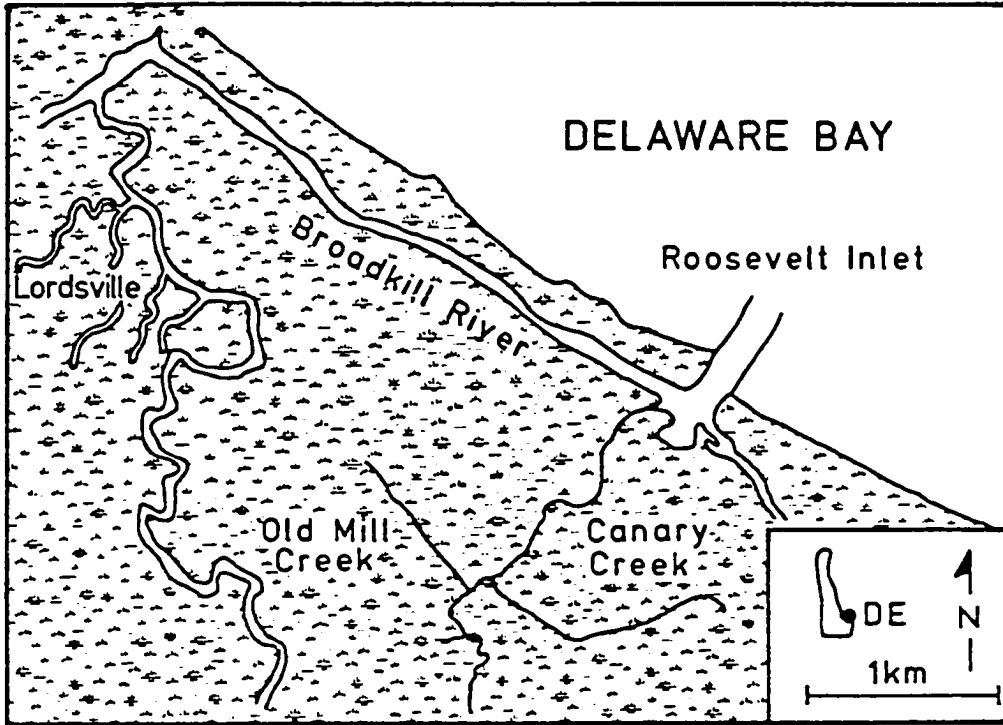 DELAWARE BAY
Roosevelt Inlet
Broadkill River
Lordsville
Old Mill
Creek
Canary
Creek
DE
N
1km